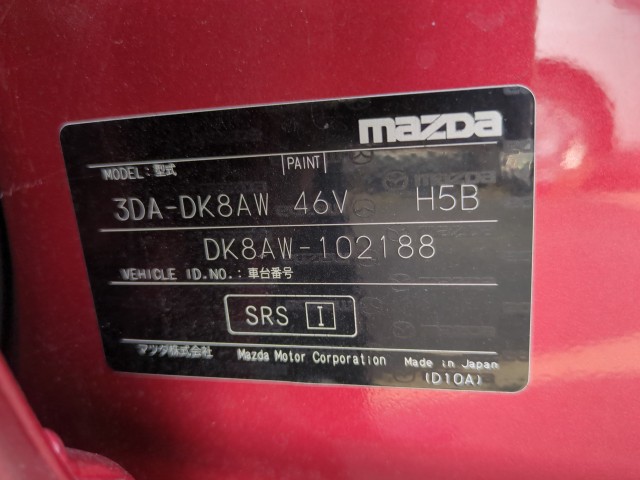 mazda
MODEL: 型式 PAINT
3DA-DK8AW 46V H5B
DK8AW-102188
VEHICLE ID.NO.: 車台番号
SRS I
マツダ株式会社 Mazda Motor Corporation Made in Japan
(D10A)